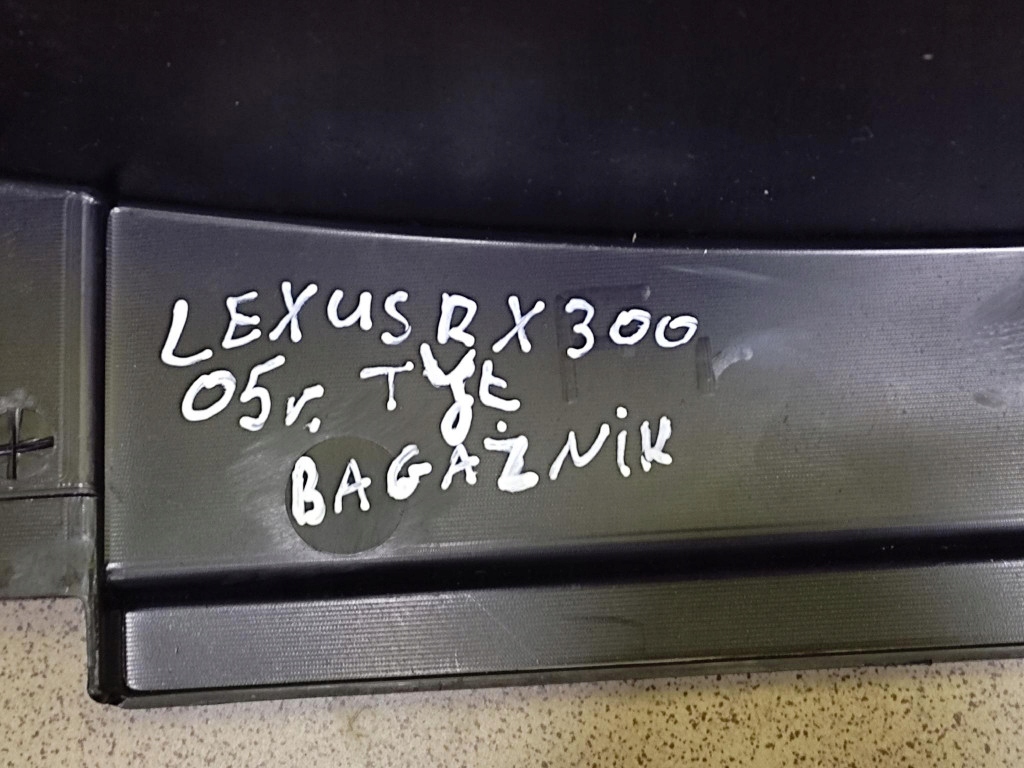 LEXUS RX 300
05r. TYŁ
BAGAŻNIK